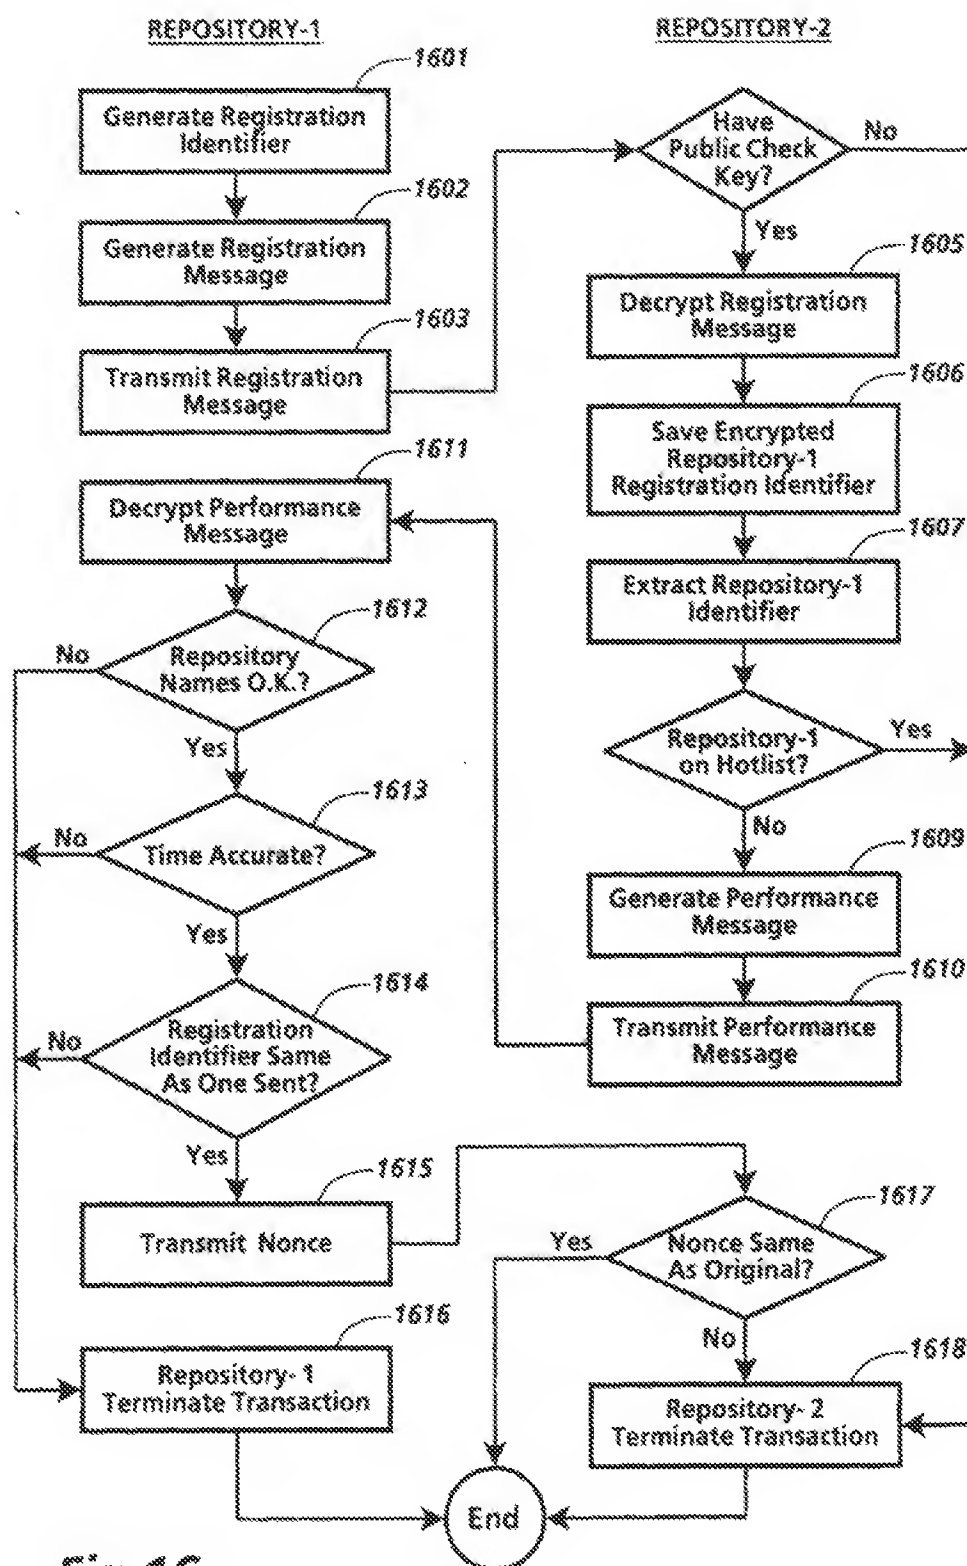 REPOSITORY-1
1601
Generate Registration
Identifier
1602
Generate Registration
Message
1603
Transmit Registration
Message
1611
Decrypt Performance
Message
1612
Repository
Names O.K.?
No
Yes
1613
Time Accurate?
No
Yes
1614
Registration
Identifier Same
As One Sent?
No
Yes
1615
Transmit Nonce
1616
Repository- 1
Terminate Transaction
REPOSITORY-2
Have
Public Check
Key?
No
Yes
1605
Decrypt Registration
Message
1606
Save Encrypted
Repository-1
Registration Identifier
1607
Extract Repository-1
Identifier
Repository-1
on Hotlist?
Yes
No
1609
Generate Performance
Message
1610
Transmit Performance
Message
1617
Nonce Same
As Original?
Yes
No
1618
Repository- 2
Terminate Transaction
End